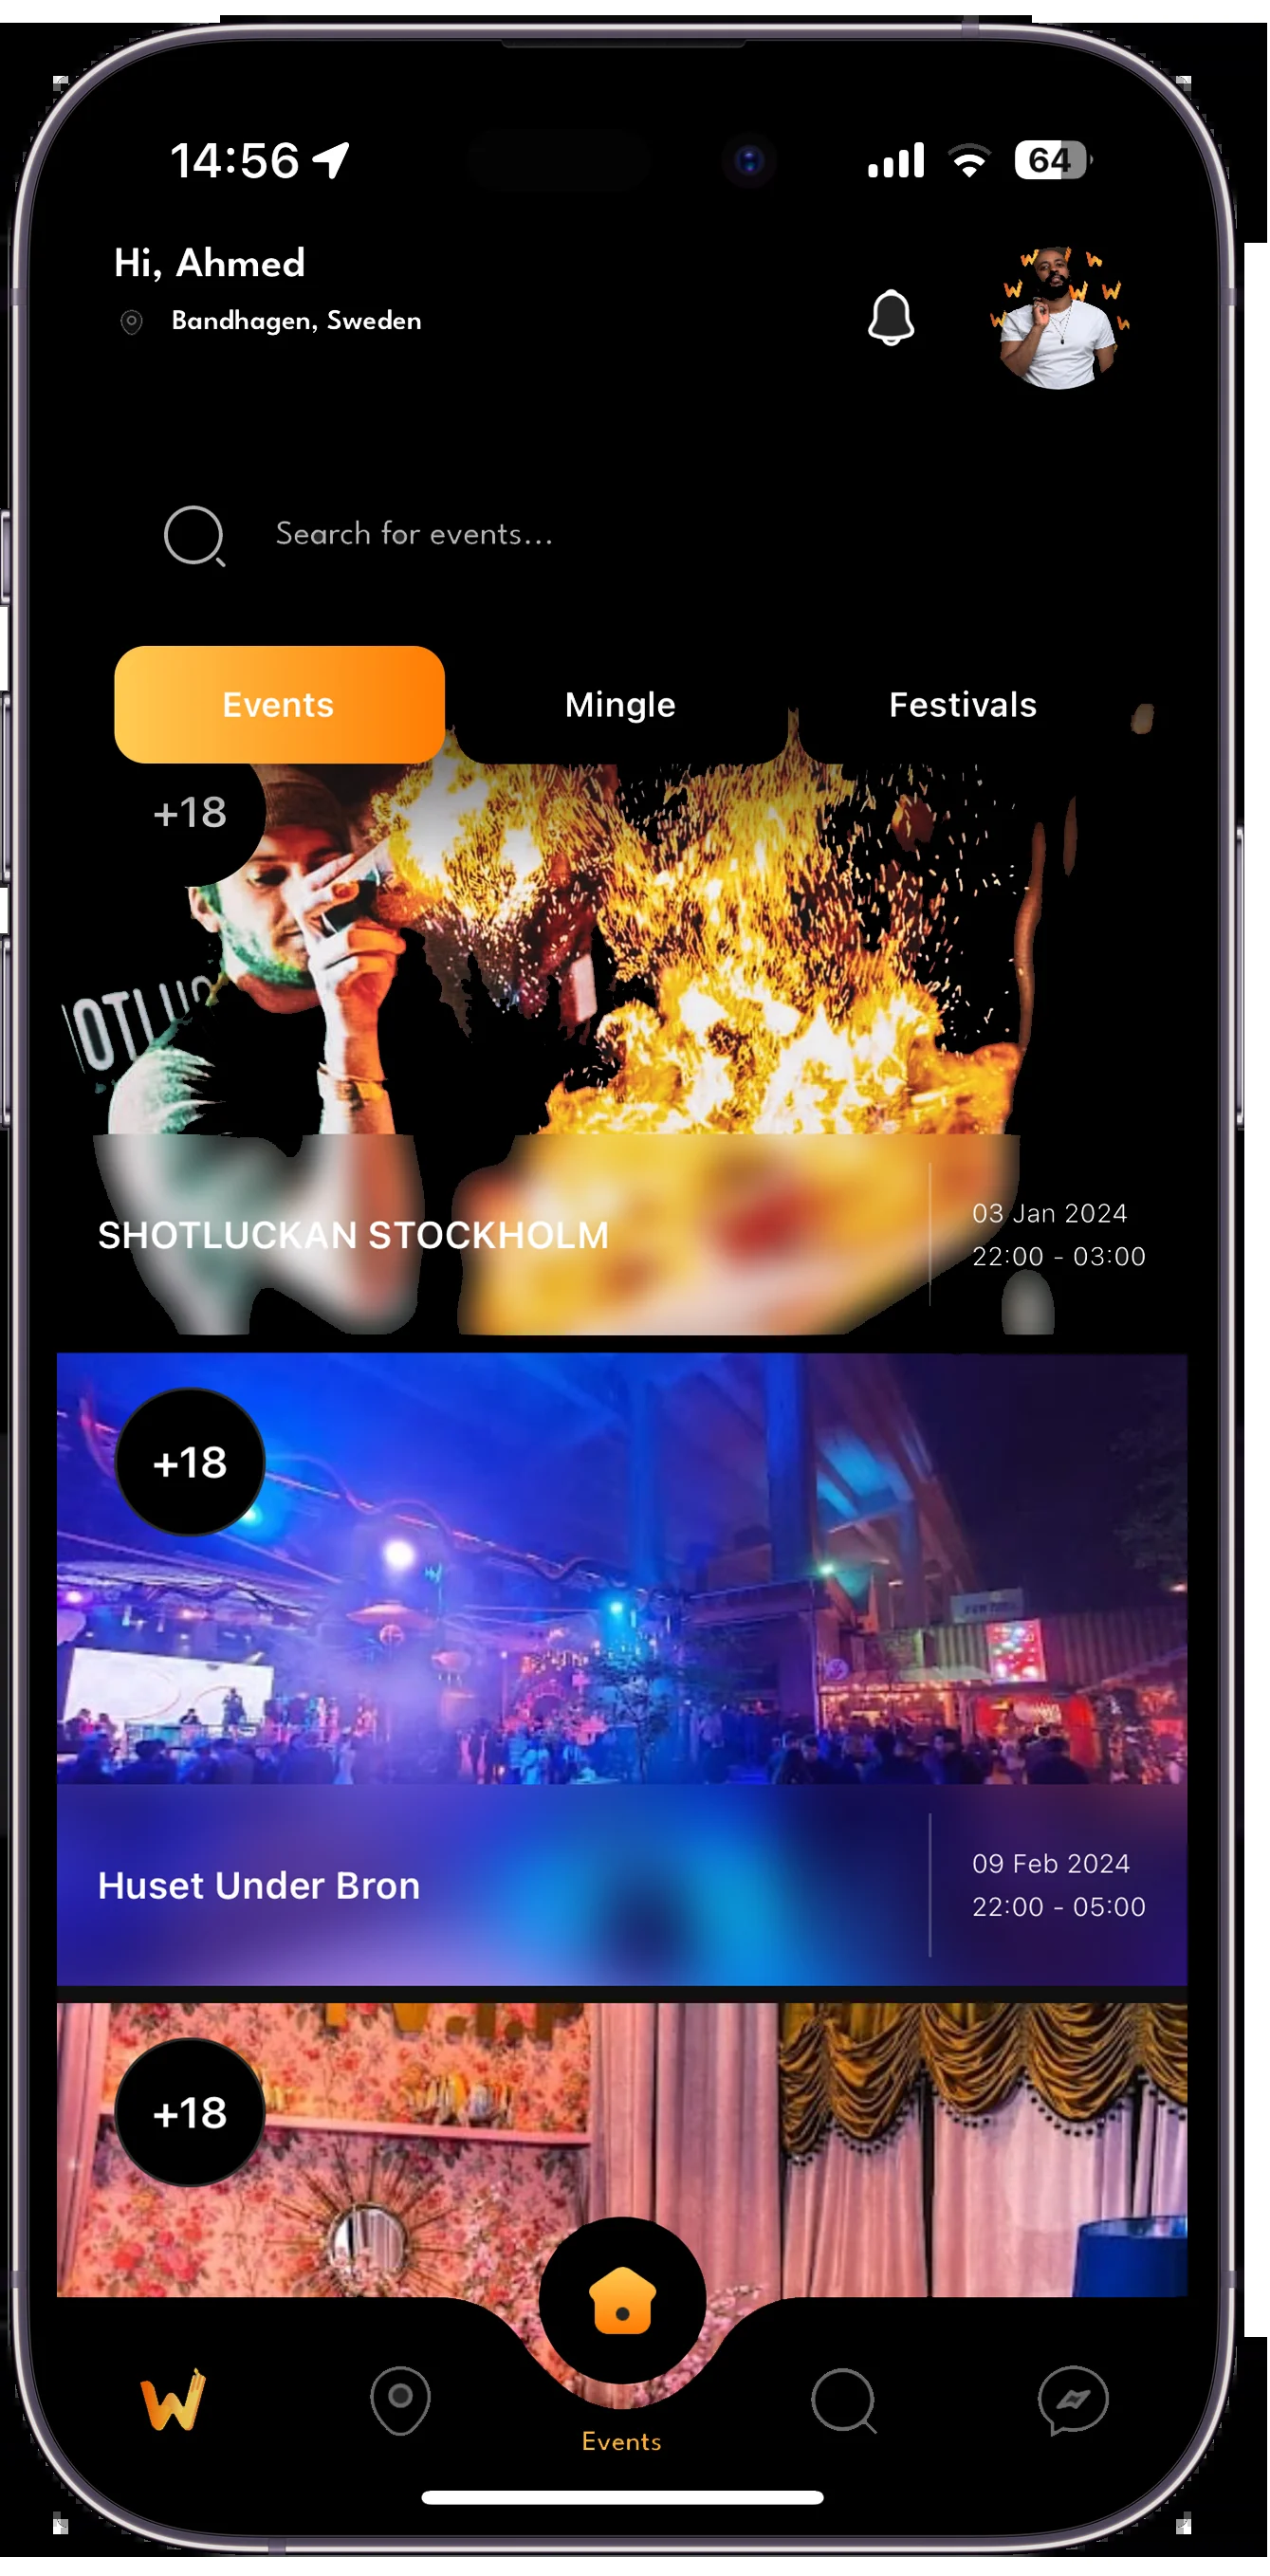 14:56
64
Hi, Ahmed
Bandhagen, Sweden
Search for events...
Events
Mingle
Festivals
+18
SHOTLUCKAN STOCKHOLM
03 Jan 2024
22:00 - 03:00
+18
Huset Under Bron
09 Feb 2024
22:00 - 05:00
+18
W
Events